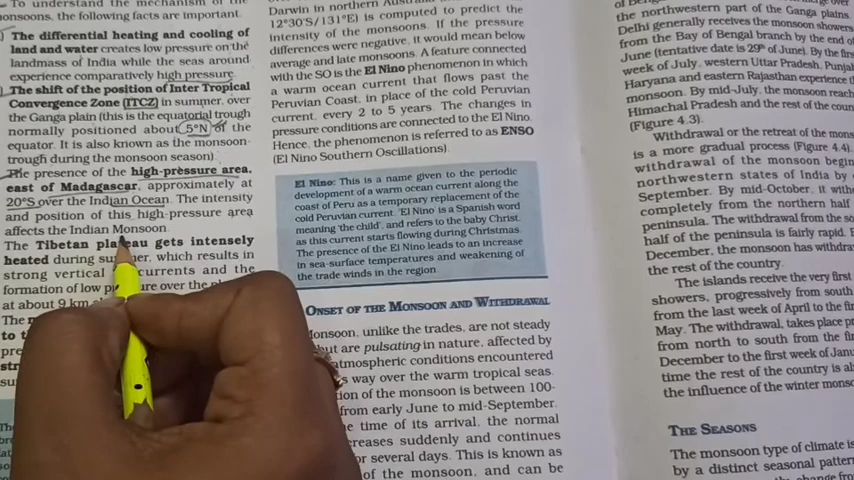 To understand the mechanism of the
monsoons, the following facts are important.
The differential heating and cooling of
land and water creates low pressure on the
landmass of India while the seas around
experience comparatively high pressure.
The shift of the position of Inter Tropical
Convergence Zone (ITCZ) in summer, over
the Ganga plain (this is the equatorial trough
normally positioned about 5°N of the
equator. It is also known as the monsoon-
trough during the monsoon season).
The presence of the high-pressure area,
east of Madagascar, approximately at
20°S over the Indian Ocean. The intensity
and position of this high-pressure area
affects the Indian Monsoon.
The Tibetan plateau gets intensely
heated during, which results in
strong vertical currents and the
formation of low over the
at about 9 km
The
Darwin in northern
12°30'S/131°E) is computed to predict the
intensity of the monsoons. If the pressure
differences were negative, it would mean below
average and late monsoons. A feature connected
with the SO is the El Nino phenomenon in which
a warm ocean current that flows past the
Peruvian Coast, in place of the cold Peruvian
current, every 2 to 5 years. The changes in
pressure conditions are connected to the El Nino.
Hence, the phenomenon is referred to as ENSO
(El Nino Southern Oscillations).
El Nino: This is a name given to the periodic
development of a warm ocean current along the
coast of Peru as a temporary replacement of the
cold Peruvian current. 'El Nino' is a Spanish word
meaning 'the child', and refers to the baby Christ,
as this current starts flowing during Christmas.
The presence of the El Nino leads to an increase
in sea-surface temperatures and weakening of
the trade winds in the region.
ONSET OF THE MONSOON AND WITHDRAWAL
Monsoon, unlike the trades, are not steady
but are pulsating in nature, affected by
atmospheric conditions encountered
way over the warm tropical seas.
of the monsoon is between 100-
from early June to mid-September.
time of its arrival, the normal
suddenly and continues
for several days. This is known as
of the monsoon, and can be
the northwestern part of the Ganga plains.
Delhi generally receives the monsoon showers
from the Bay of Bengal branch by the end of
June (tentative date is 29th of June). By the first
week of July, western Uttar Pradesh, Punjab
Haryana and eastern Rajasthan experience
monsoon. By mid-July, the monsoon
Himachal Pradesh and the rest of the
(Figure 4.3).
Withdrawal or the retreat of the
is a more gradual process (Figure 4.4).
withdrawal of the monsoon
northwestern states of India by
September. By mid-October, it
completely from the northern half
peninsula. The withdrawal from the
half of the peninsula is fairly rapid.
December, the monsoon has
the rest of the country.
The islands receive the very first
showers, progressively from south
from the last week of April to the
May. The withdrawal, takes place
from north to south from the
December to the first week of
time the rest of the country is
the influence of the winter
THE SEASONS
The monsoon type of climate is
by a distinct seasonal